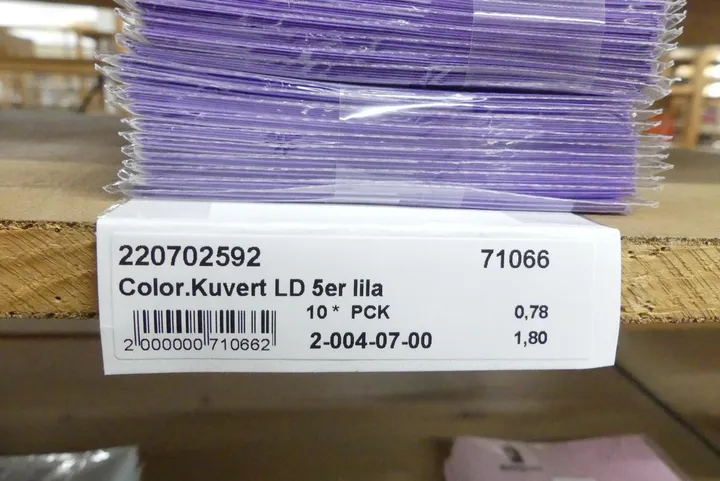 220702592 71066
Color.Kuvert LD 5er lila
10 * PCK 0,78
2 000000 710662 2-004-07-00 1,80